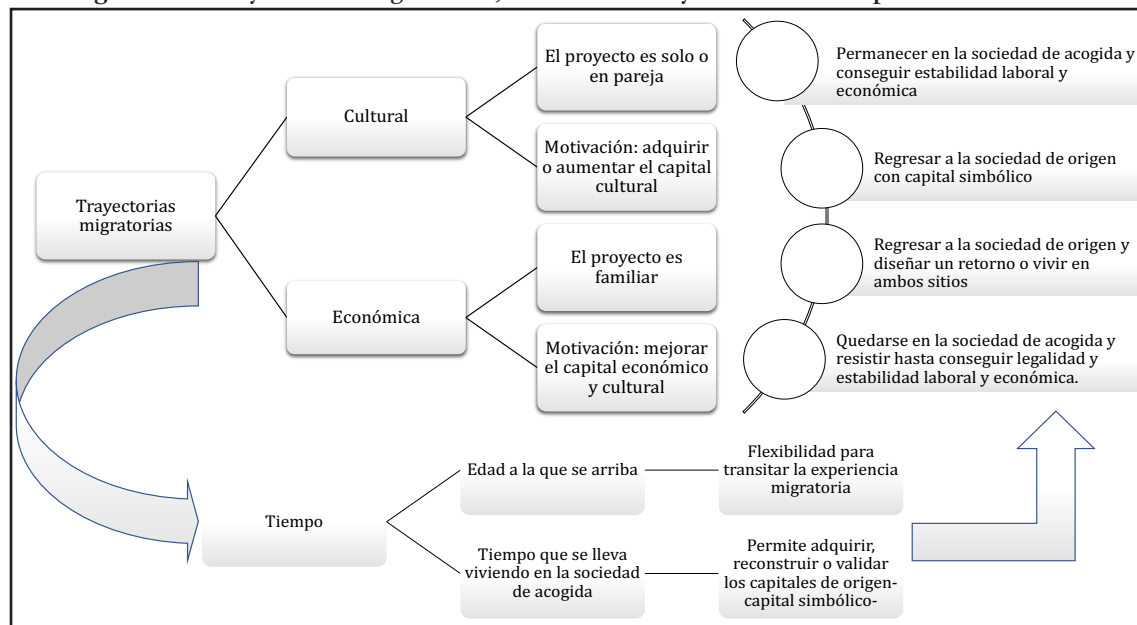 El proyecto es solo o
en pareja
Permanecer en la sociedad de acogida y
conseguir estabilidad laboral y
económica
Cultural
Motivación: adquirir
o aumentar el capital
cultural
Regresar a la sociedad de origen
con capital simbólico
Trayectorias
migratorias
El proyecto es
familiar
Regresar a la sociedad de origen y
diseñar un retorno o vivir en
ambos sitios
Económica
Motivación: mejorar
el capital económico
y cultural
Quedarse en la sociedad de acogida y
resistir hasta conseguir legalidad y
estabilidad laboral y económica.
Edad a la que se arriba
Flexibilidad para
transitar la experiencia
migratoria
Tiempo
Tiempo que se lleva
viviendo en la sociedad
de acogida
Permite adquirir,
reconstruir o validar
los capitales de origen-
capital simbólico-